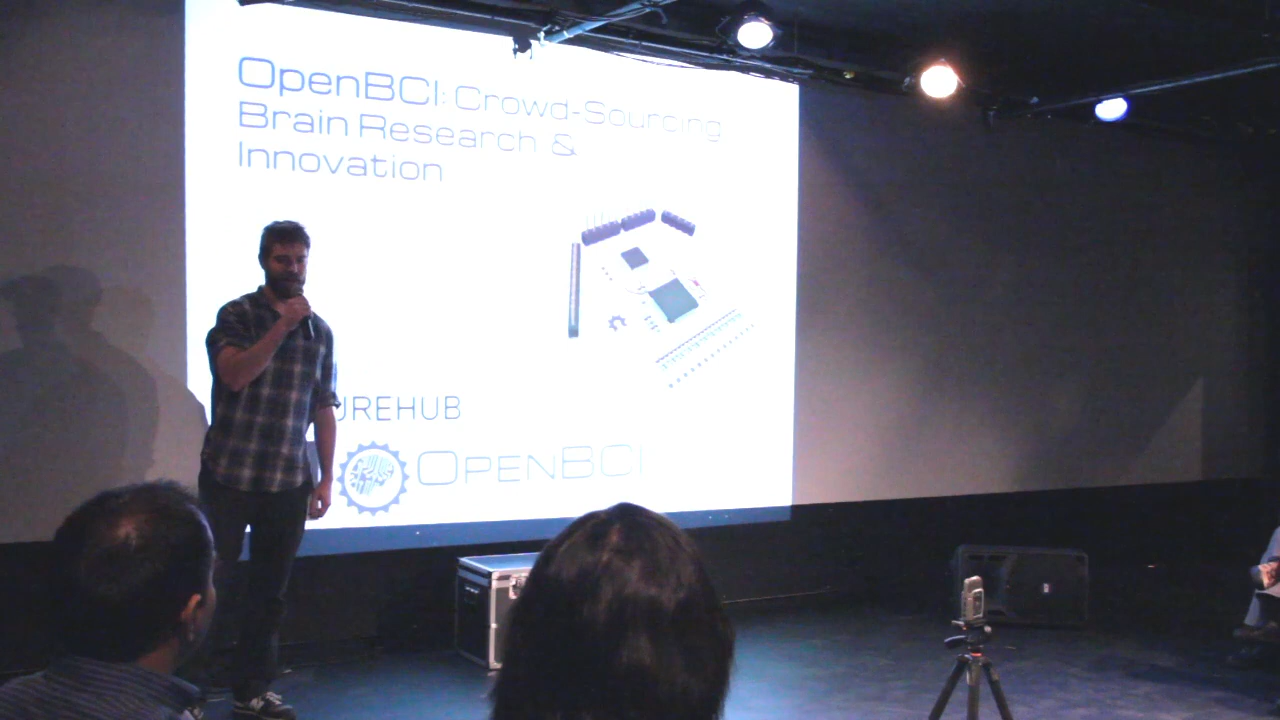 OpenBCI: Crowd-Sourcing
Brain Research &
Innovation
UREHUB
OPENBCI